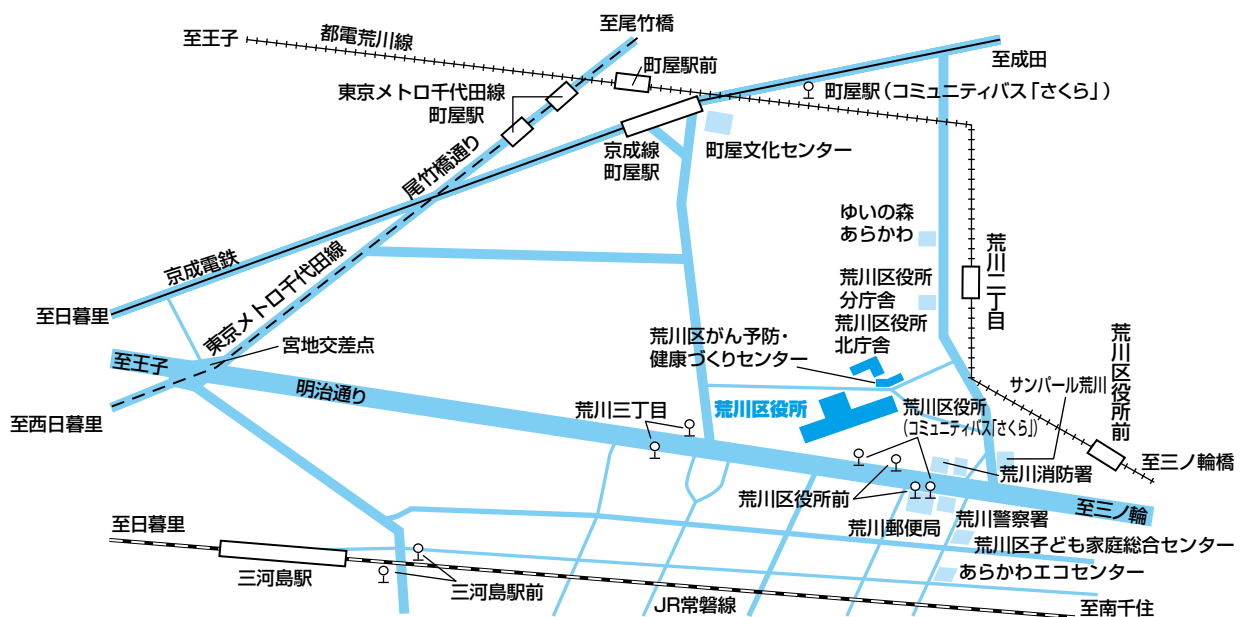 至尾竹橋
至王子
都電荒川線
町屋駅前
至成田
東京メトロ千代田線
町屋駅
町屋駅(コミュニティバス「さくら」)
京成線
町屋駅
町屋文化センター
尾竹橋通り
ゆいの森
あらかわ
京成電鉄
東京メトロ千代田線
荒川二丁目
荒川区役所
分庁舎
至日暮里
荒川区役所
北庁舎
荒川区がん予防・
健康づくりセンター
宮地交差点
荒川区役所前
至王子
明治通り
サンパール荒川
荒川三丁目
荒川区役所
荒川区役所
(コミュニティバス「さくら」)
至西日暮里
至三ノ輪橋
荒川消防署
荒川区役所前
至三ノ輪
荒川郵便局
荒川警察署
至日暮里
荒川区子ども家庭総合センター
三河島駅
三河島駅前
あらかわエコセンター
JR常磐線
至南千住